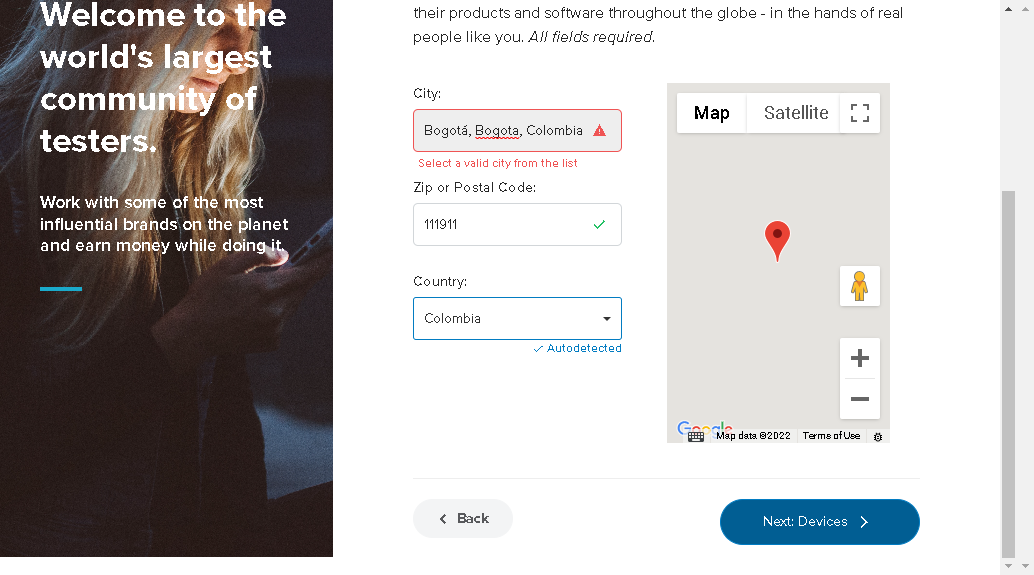 Welcome to the
world's largest
community of
testers.
Work with some of the most
influential brands on the planet
and earn money while doing it.
their products and software throughout the globe - in the hands of real
people like you. All fields required.
City:
Bogotá, Bogota, Colombia
Select a valid city from the list
Zip or Postal Code:
111911
Country:
Colombia
Autodetected
Map
Satellite
Google
Map data ©2022
Terms of Use
Back
Next: Devices